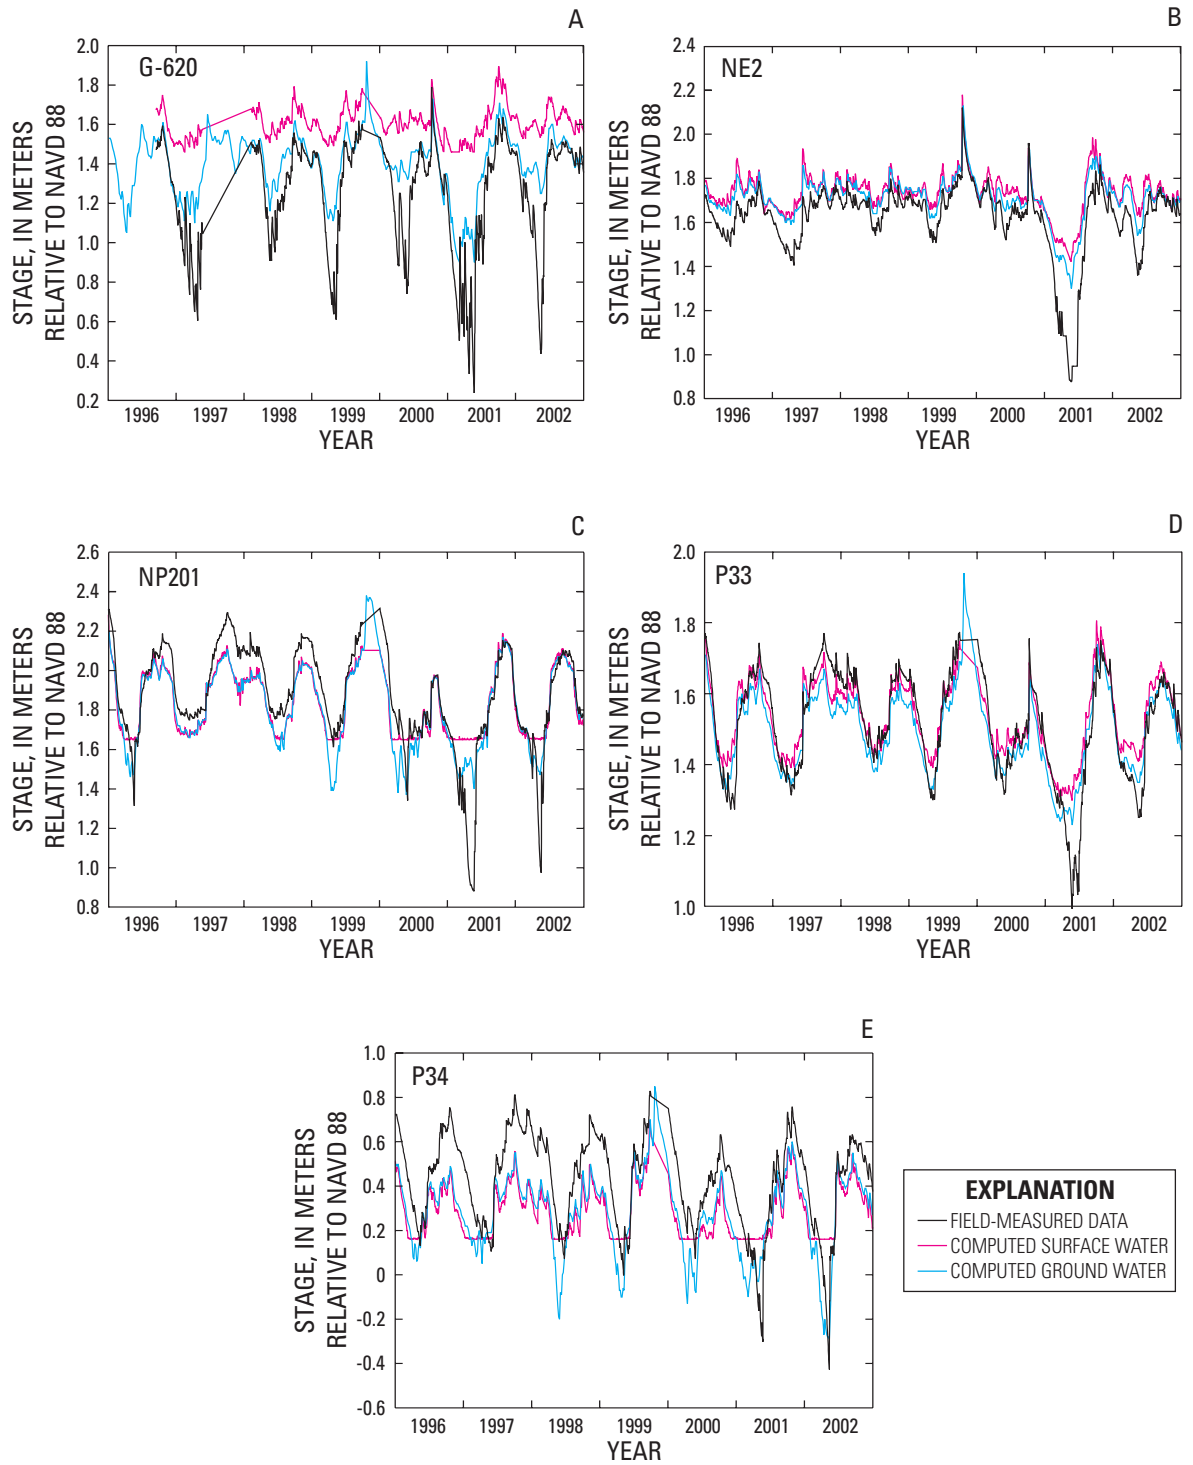 A
G-620
STAGE, IN METERS
RELATIVE TO NAVD 88
2.0
1.8
1.6
1.4
1.2
1.0
0.8
0.6
0.4
0.2
1996 1997 1998 1999 2000 2001 2002
YEAR
B
NE2
STAGE, IN METERS
RELATIVE TO NAVD 88
2.4
2.2
2.0
1.8
1.6
1.4
1.2
1.0
0.8
1996 1997 1998 1999 2000 2001 2002
YEAR
C
NP201
STAGE, IN METERS
RELATIVE TO NAVD 88
2.6
2.4
2.2
2.0
1.8
1.6
1.4
1.2
1.0
0.8
1996 1997 1998 1999 2000 2001 2002
YEAR
D
P33
STAGE, IN METERS
RELATIVE TO NAVD 88
2.0
1.8
1.6
1.4
1.2
1.0
1996 1997 1998 1999 2000 2001 2002
YEAR
E
P34
STAGE, IN METERS
RELATIVE TO NAVD 88
1.0
0.8
0.6
0.4
0.2
0
-0.2
-0.4
-0.6
1996 1997 1998 1999 2000 2001 2002
YEAR
EXPLANATION
FIELD-MEASURED DATA
COMPUTED SURFACE WATER
COMPUTED GROUND WATER